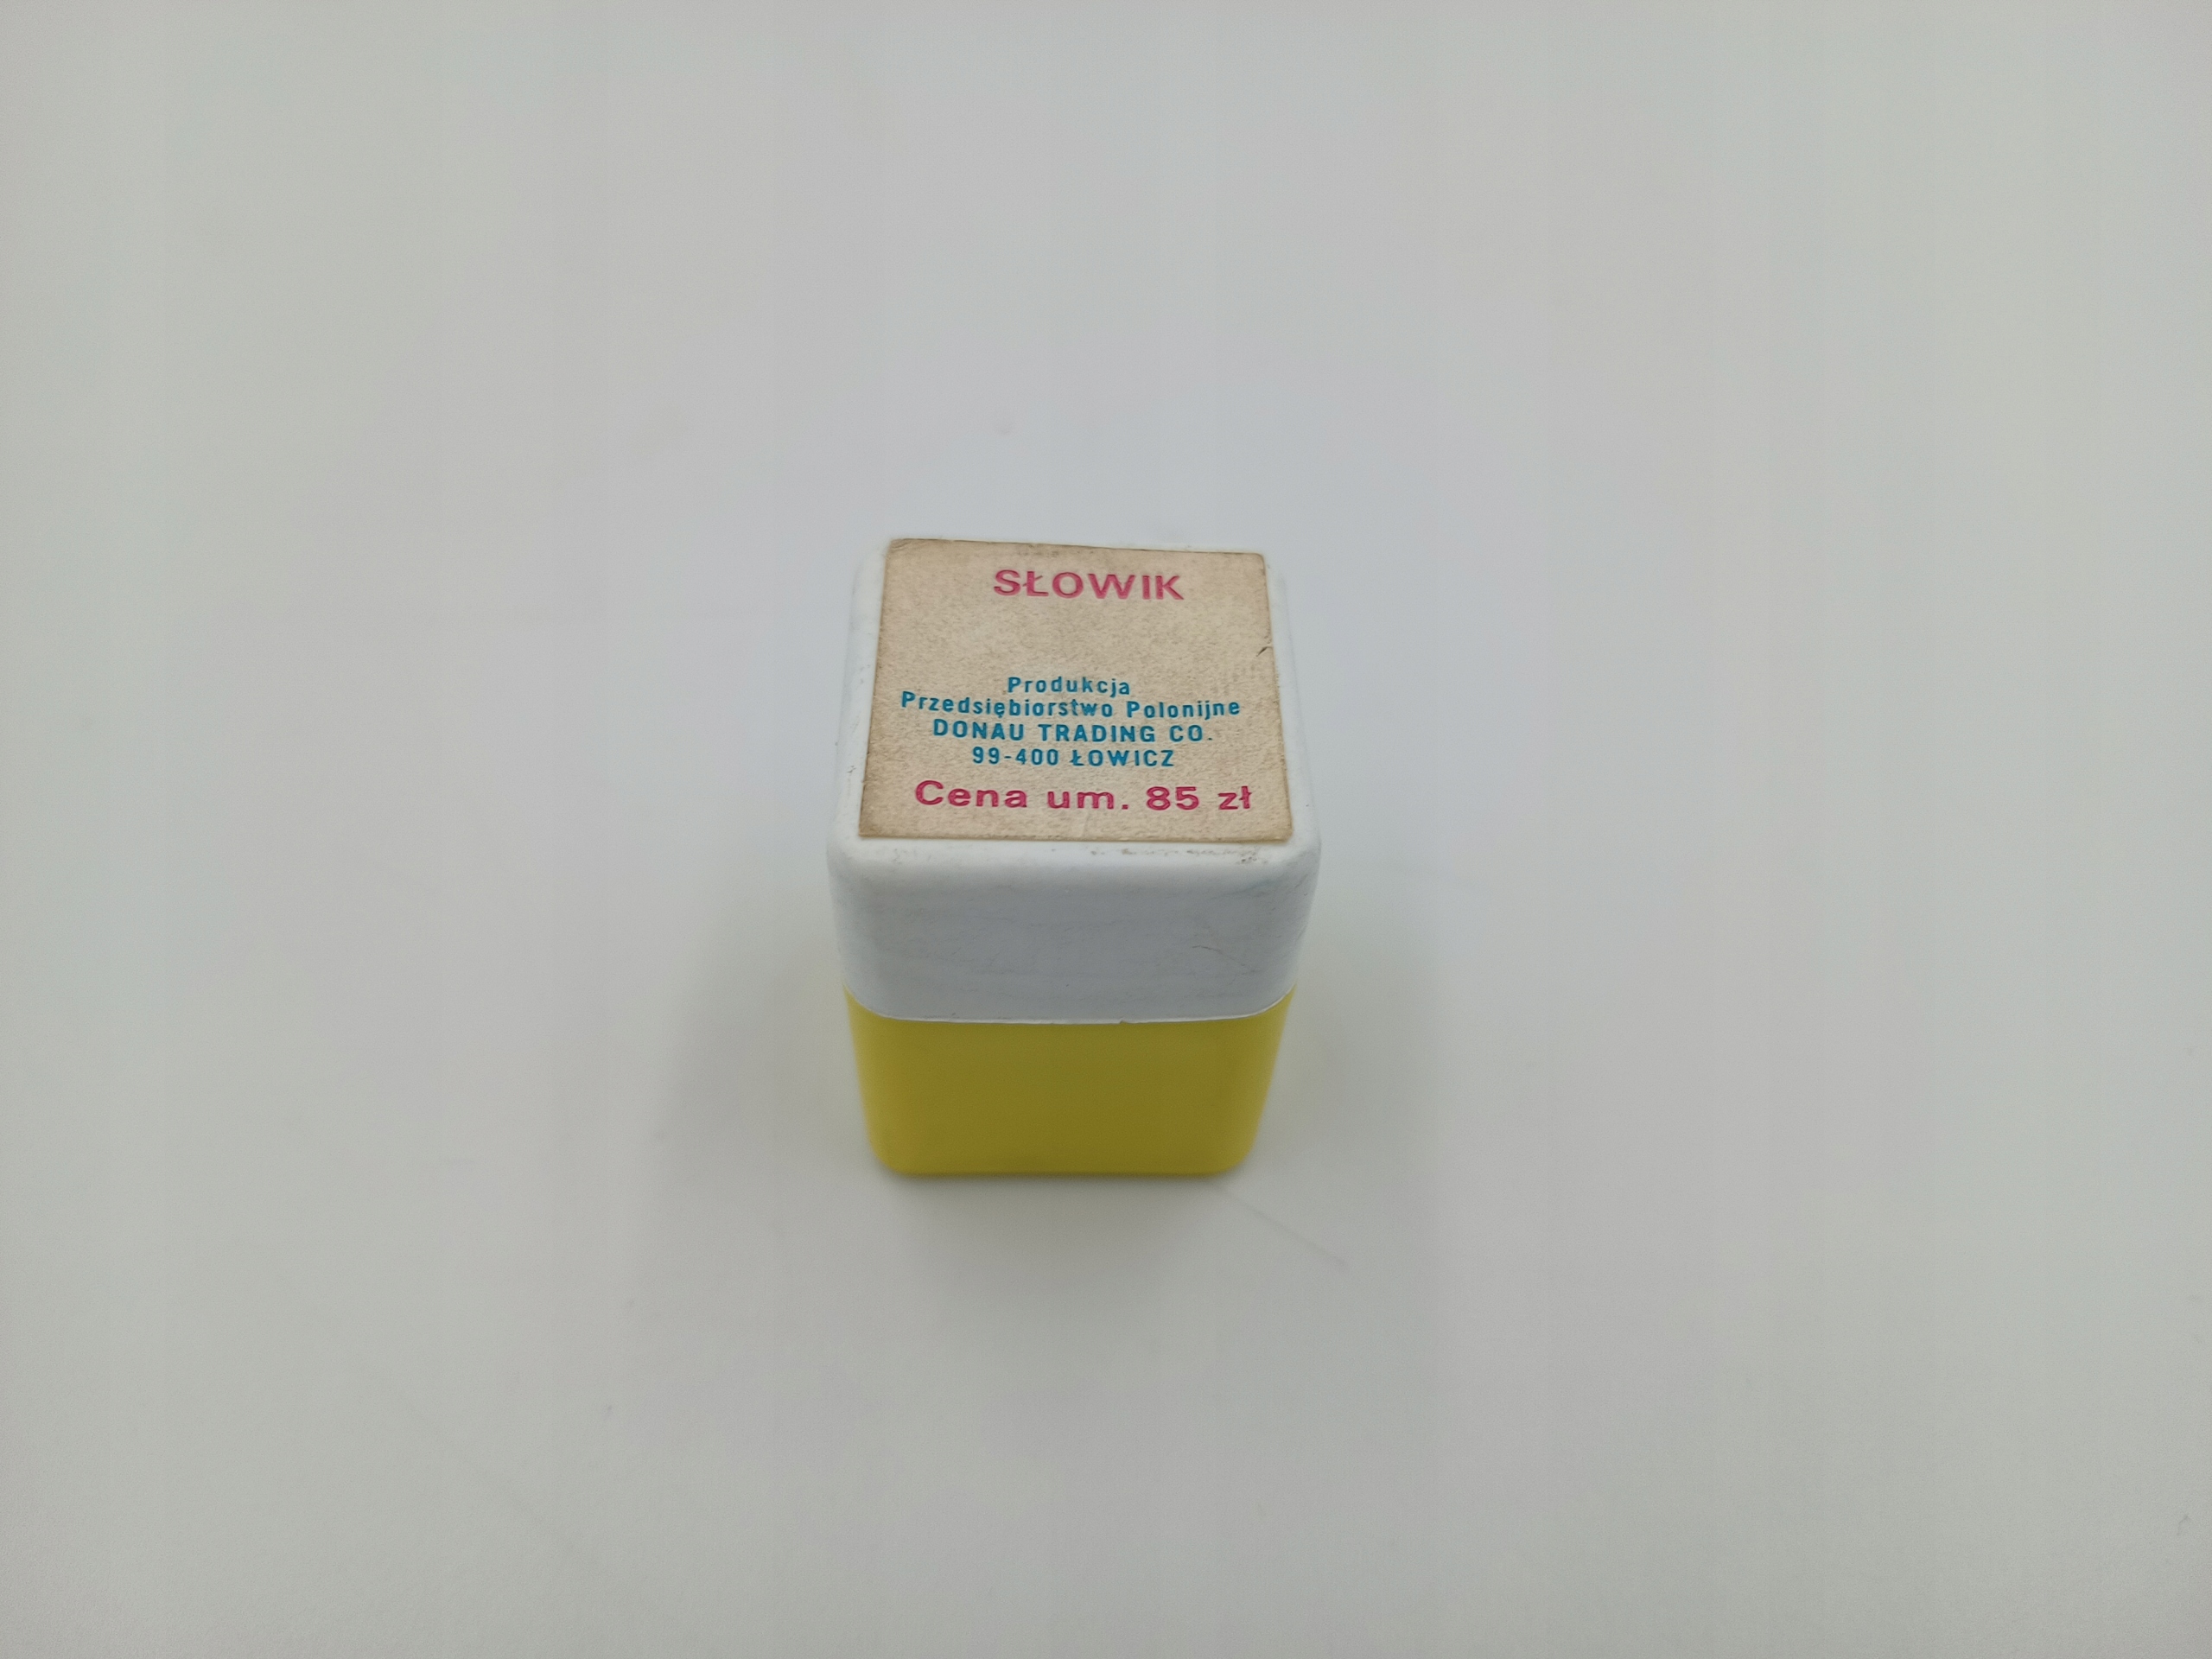 SŁOWIK
Produkcja
Przedsiębiorstwo Polonijne
DONAU TRADING CO.
99-400 ŁOWICZ
Cena um. 85 zł